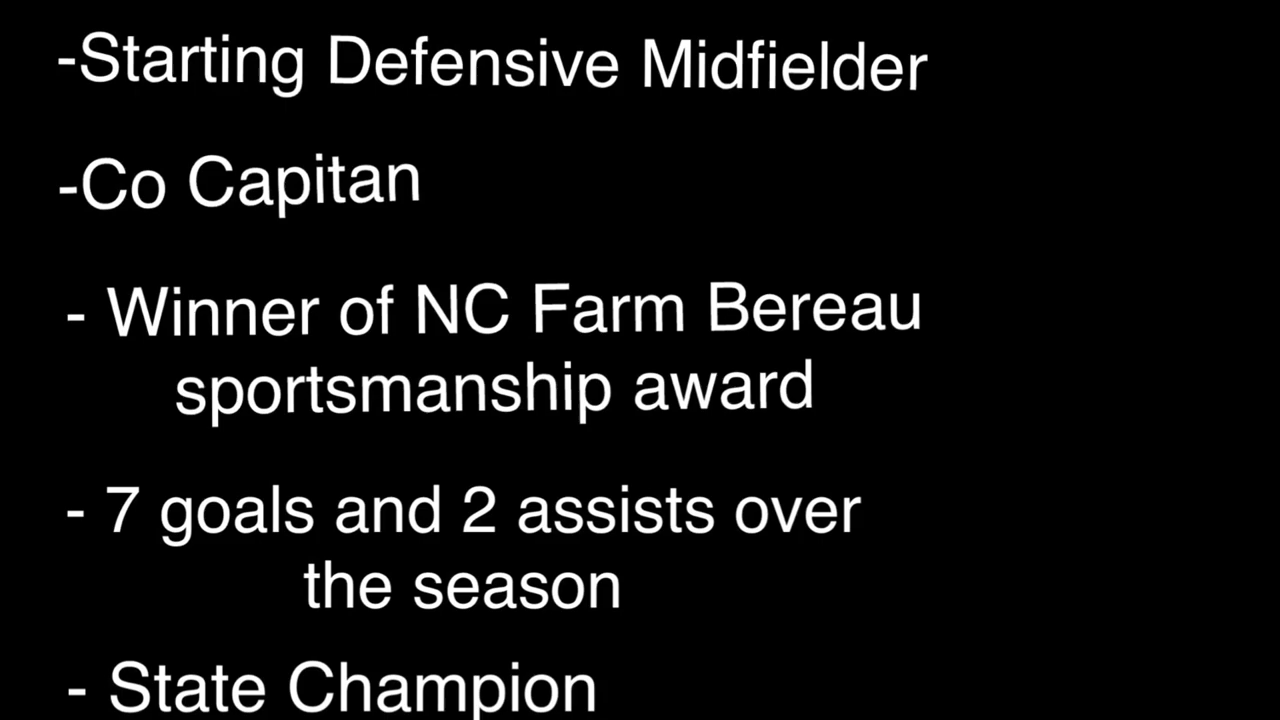 -Starting Defensive Midfielder
-Co Capitan
- Winner of NC Farm Bereau
sportsmanship award
- 7 goals and 2 assists over
the season
- State Champion